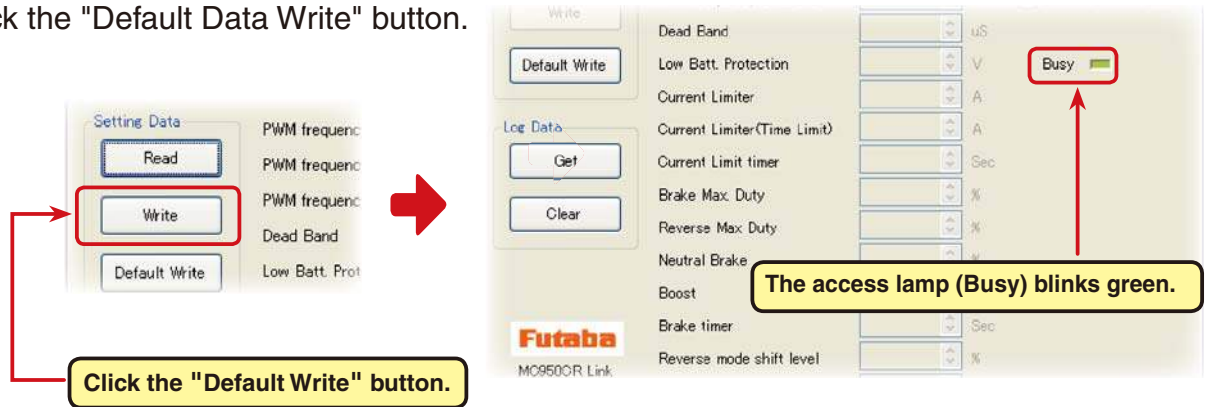 ck the "Default Data Write" button.
Setting Data
Read
Write
Default Write
PWM frequenc
PWM frequenc
PWM frequenc
Dead Band
Low Batt. Prot
Click the "Default Write" button.
Write
Default Write
Log Data
Get
Clear
Futaba
MC950CR Link
Dead Band uS
Low Batt. Protection V
Busy
Current Limiter A
Current Limiter(Time Limit) A
Current Limit timer Sec
Brake Max. Duty %
Reverse Max Duty %
Neutral Brake %
Boost
The access lamp (Busy) blinks green.
Brake timer Sec
Reverse mode shift level %